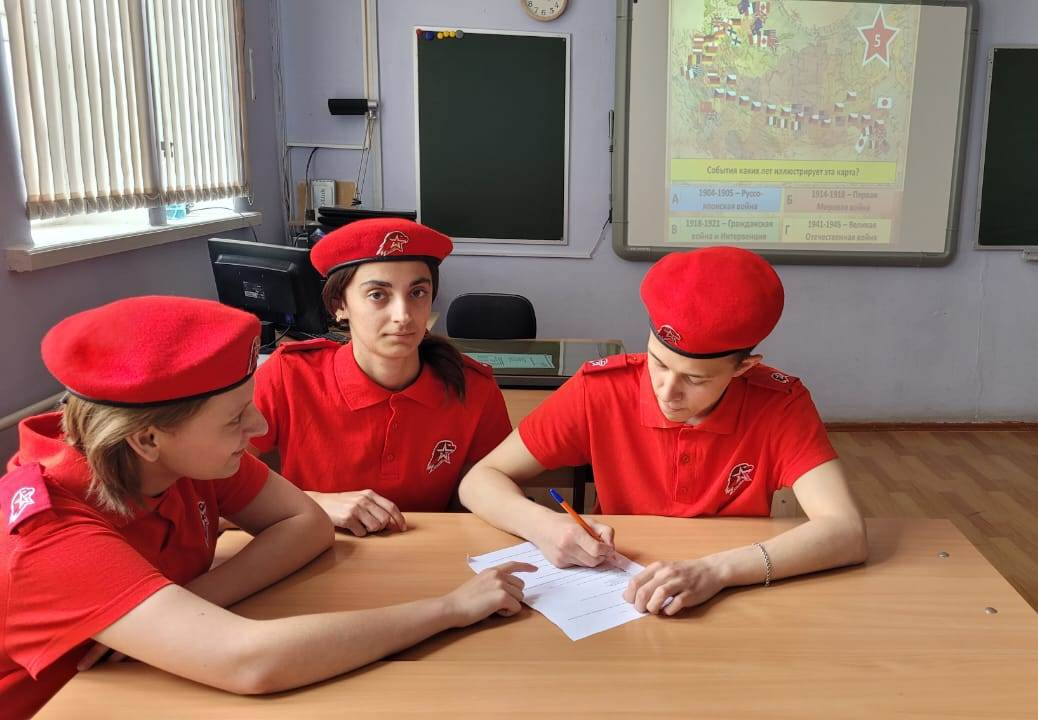 5
События каких лет иллюстрирует эта карта?
А 1904-1905 – Русско-
японская война
Б 1914-1918 – Первая
Мировая война
В 1918-1921 – Гражданская
война и Интервенция
Г 1941-1945 – Великая
Отечественная война